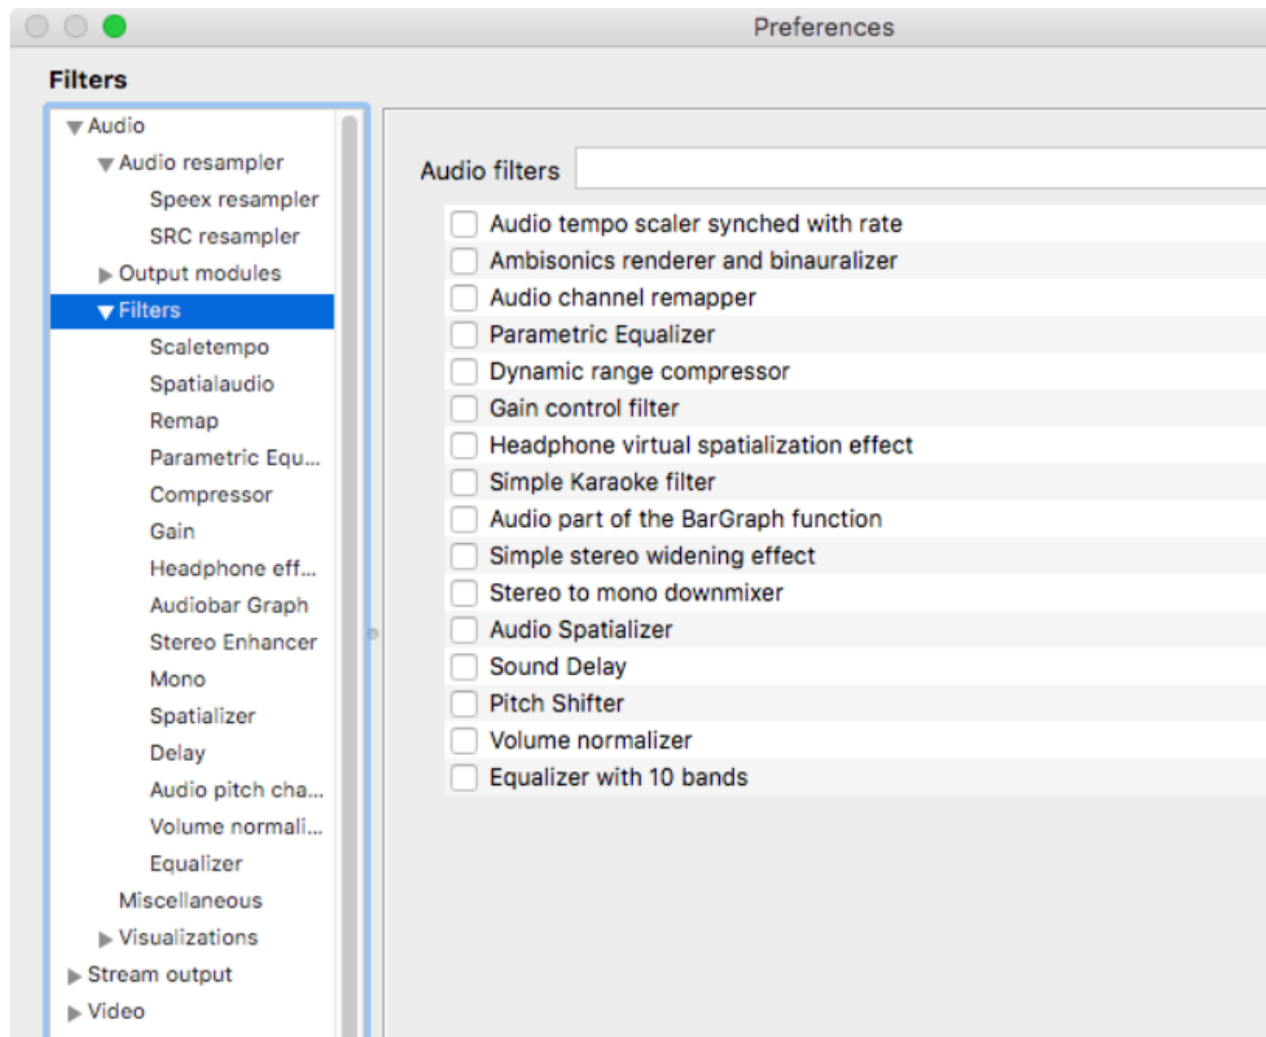 Preferences
Filters
Audio
Audio resampler
Speex resampler
SRC resampler
Output modules
Filters
Scaletempo
Spatialaudio
Remap
Parametric Equ...
Compressor
Gain
Headphone eff...
Audiobar Graph
Stereo Enhancer
Mono
Spatializer
Delay
Audio pitch cha...
Volume normali...
Equalizer
Miscellaneous
Visualizations
Stream output
Video
Audio filters
Audio tempo scaler synched with rate
Ambisonics renderer and binauralizer
Audio channel remapper
Parametric Equalizer
Dynamic range compressor
Gain control filter
Headphone virtual spatialization effect
Simple Karaoke filter
Audio part of the BarGraph function
Simple stereo widening effect
Stereo to mono downmixer
Audio Spatializer
Sound Delay
Pitch Shifter
Volume normalizer
Equalizer with 10 bands